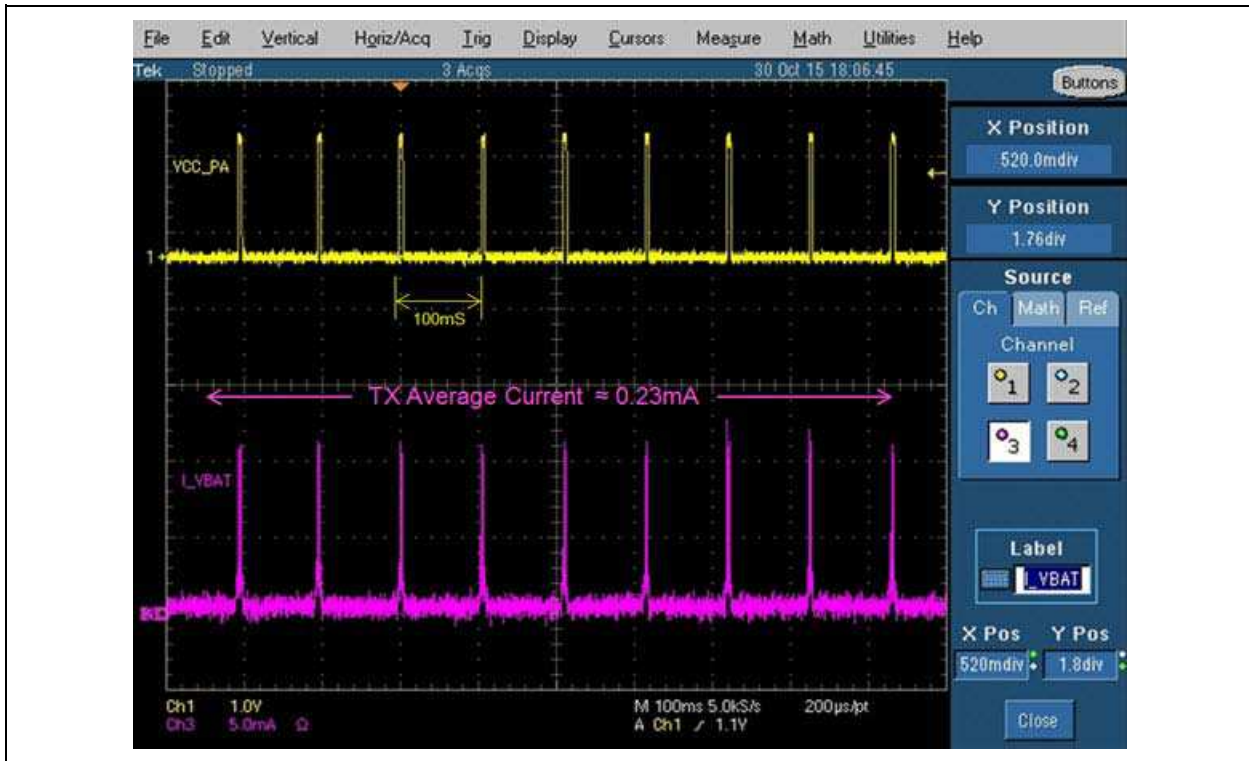 File Edit Vertical Horiz/Acq Trig Display Cursors Measure Math Utilities Help
Tek Stopped 3 Acqs 30 Oct 15 18:06:45
Buttons
X Position
520.0mdiv
Y Position
1.76div
Source
Ch Math Ref
Channel
1 2
3 4
Label
I_VBAT
X Pos Y Pos
520mdiv 1.8div
Close
VCC_PA
1
100mS
TX Average Current ≈ 0.23mA
I_VBAT
Ch1 1.0V M 100ms 5.0kS/s 200µs/pt
Ch3 5.0mA Ω A Ch1 / 1.1V